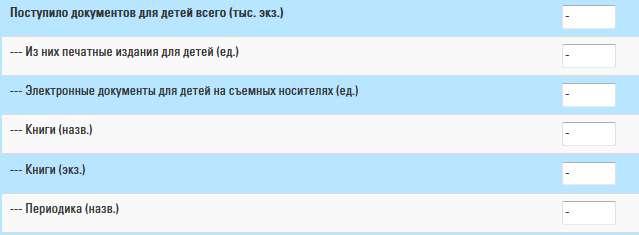 Поступило документов для детей всего (тыс. экз.) -
--- Из них печатные издания для детей (ед.) -
--- Электронные документы для детей на съемных носителях (ед.) -
--- Книги (назв.) -
--- Книги (экз.) -
--- Периодика (назв.) -